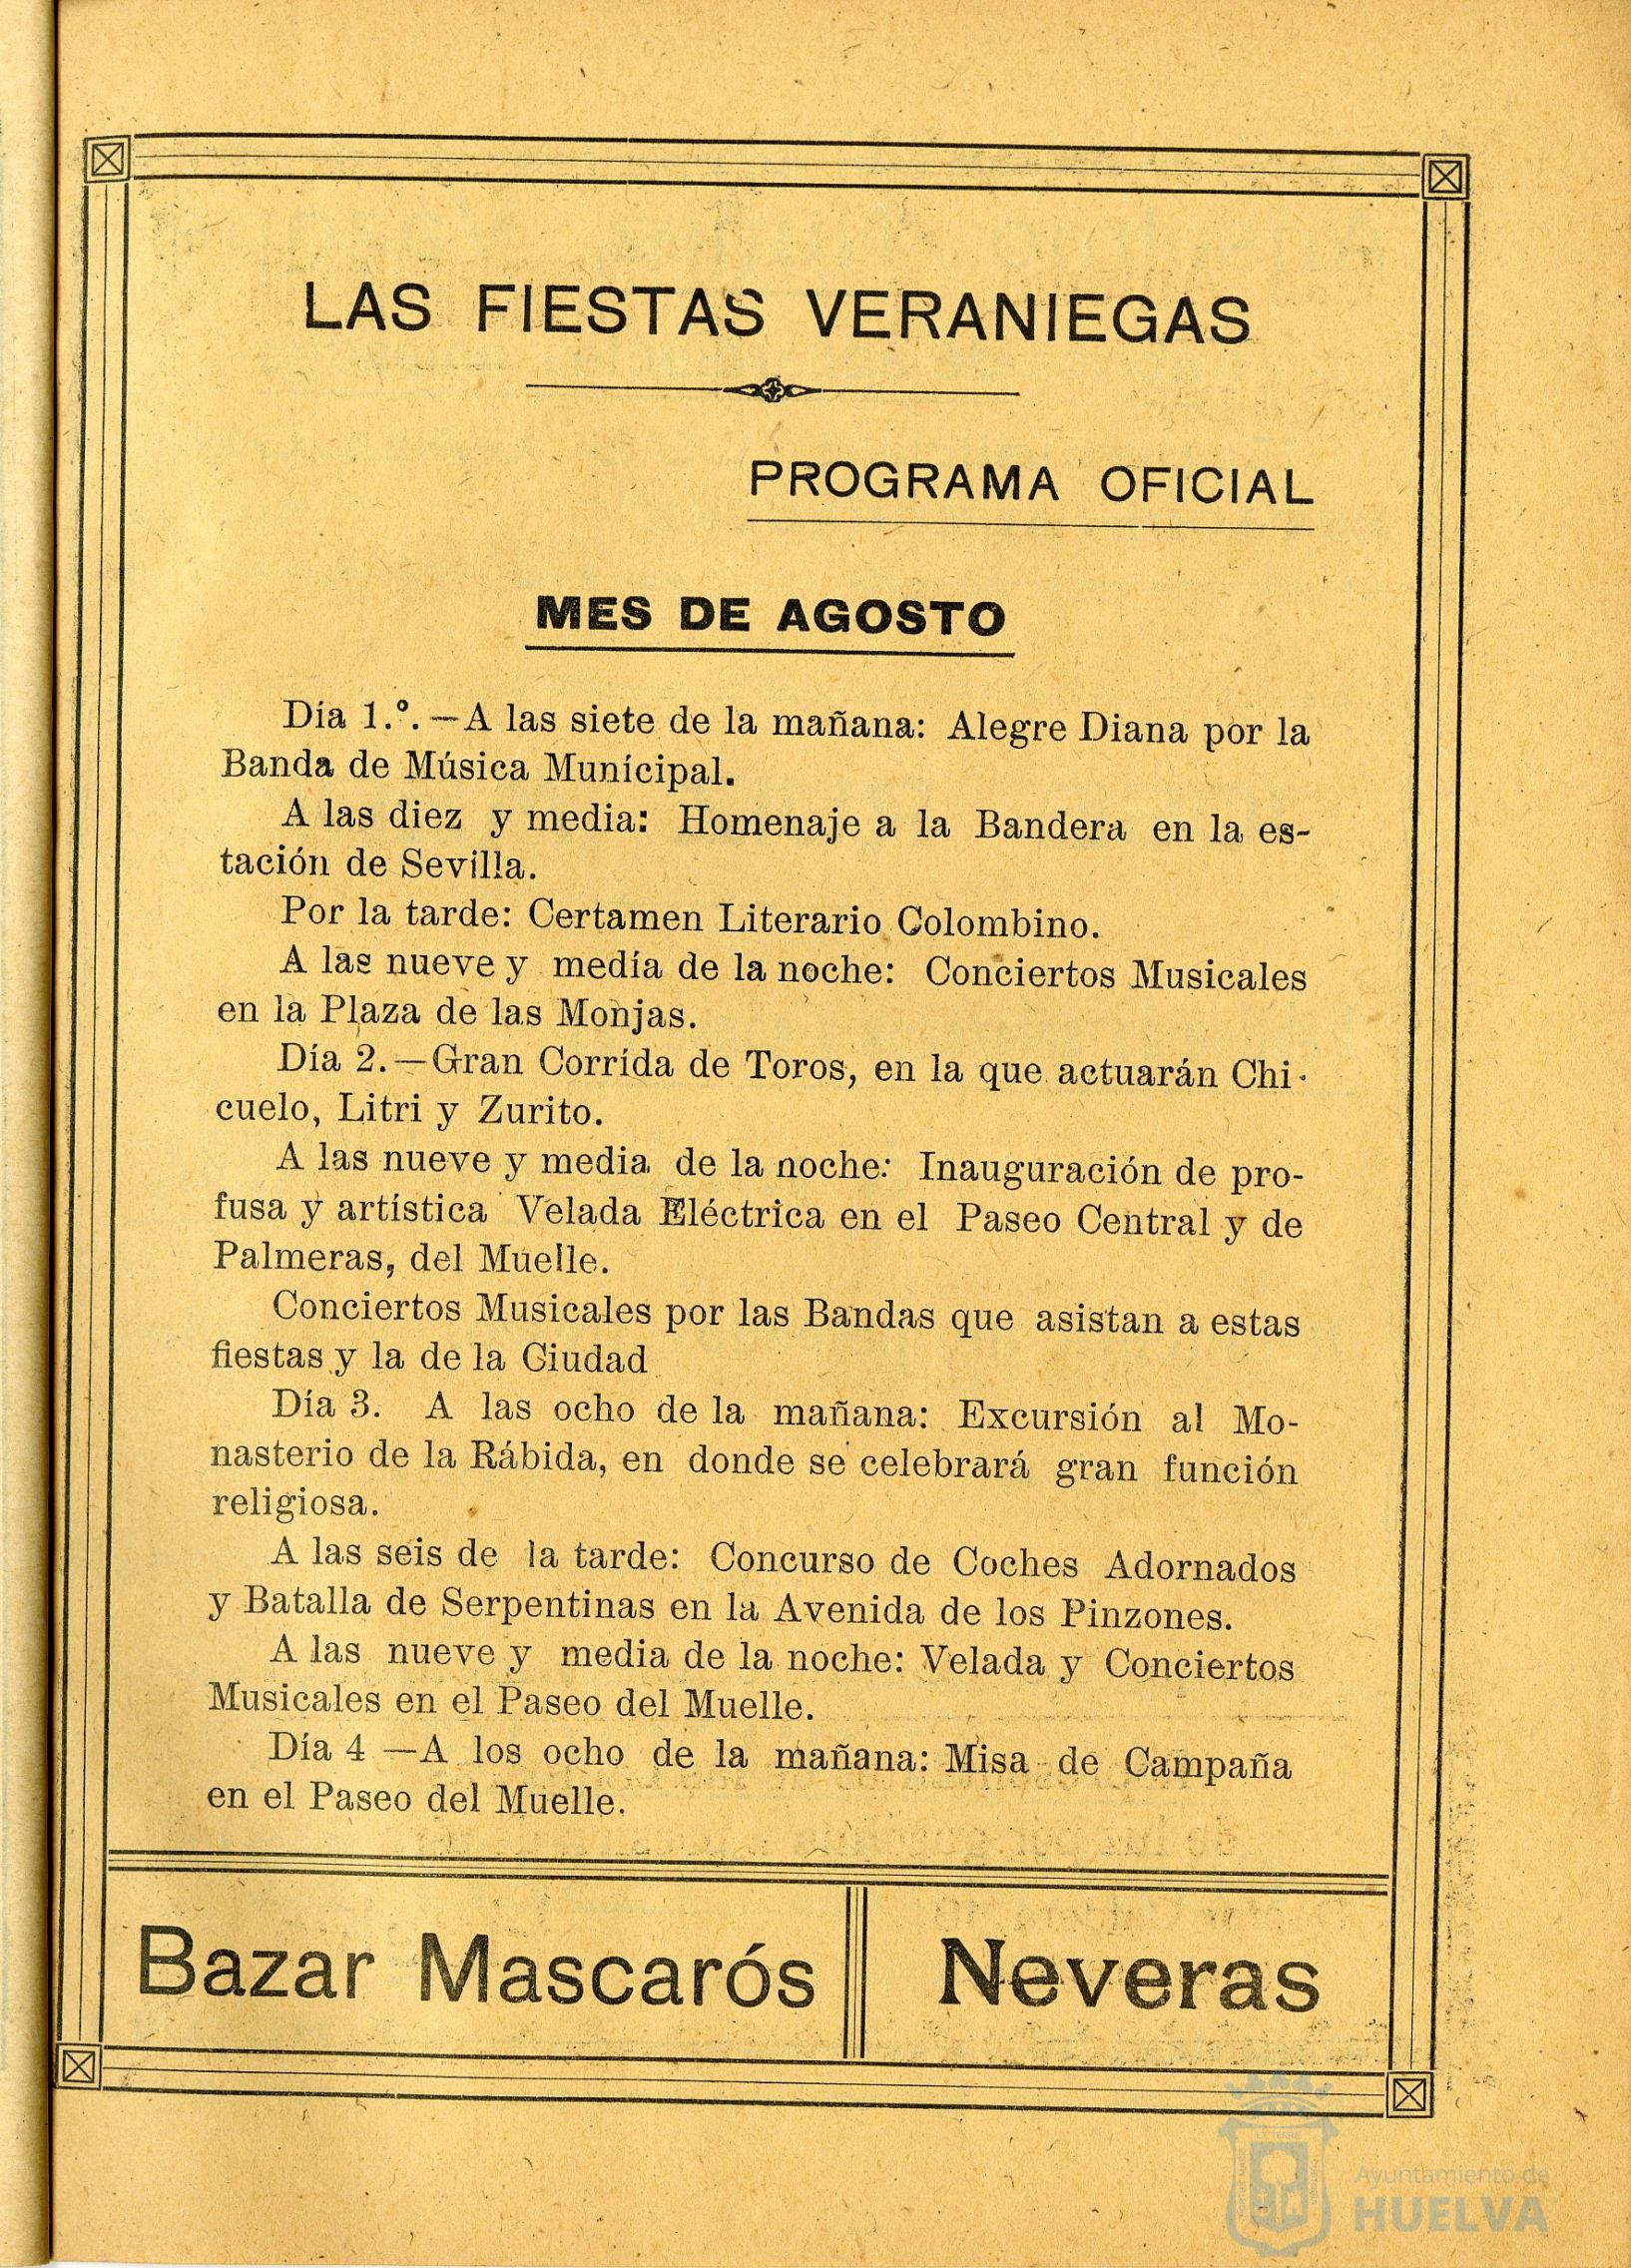 LAS FIESTAS VERANIEGAS
PROGRAMA OFICIAL
MES DE AGOSTO
Día 1.º.—A las siete de la mañana: Alegre Diana por la
Banda de Música Munícipal.
A las diez y media: Homenaje a la Bandera en la es-
tación de Sevilla.
Por la tarde: Certamen Literario Colombino.
A las nueve y medía de la noche: Conciertos Musicales
en la Plaza de las Monjas.
Día 2.—Gran Corrída de Toros, en la que actuarán Chi-
cuelo, Litri y Zurito.
A las nueve y media de la noche: Inauguración de pro-
fusa y artística Velada Eléctrica en el Paseo Central y de
Palmeras, del Muelle.
Conciertos Musicales por las Bandas que asistan a estas
fiestas y la de la Ciudad
Día 3. A las ocho de la mañana: Excursión al Mo-
nasterio de la Rábida, en donde se celebrará gran función
religiosa.
A las seis de la tarde: Concurso de Coches Adornados
y Batalla de Serpentinas en la Avenida de los Pinzones.
A las nueve y media de la noche: Velada y Conciertos
Musicales en el Paseo del Muelle.
Día 4 —A los ocho de la mañana: Misa de Campaña
en el Paseo del Muelle.
Bazar Mascarós
Neveras
Ayuntamiento de
HUELVA